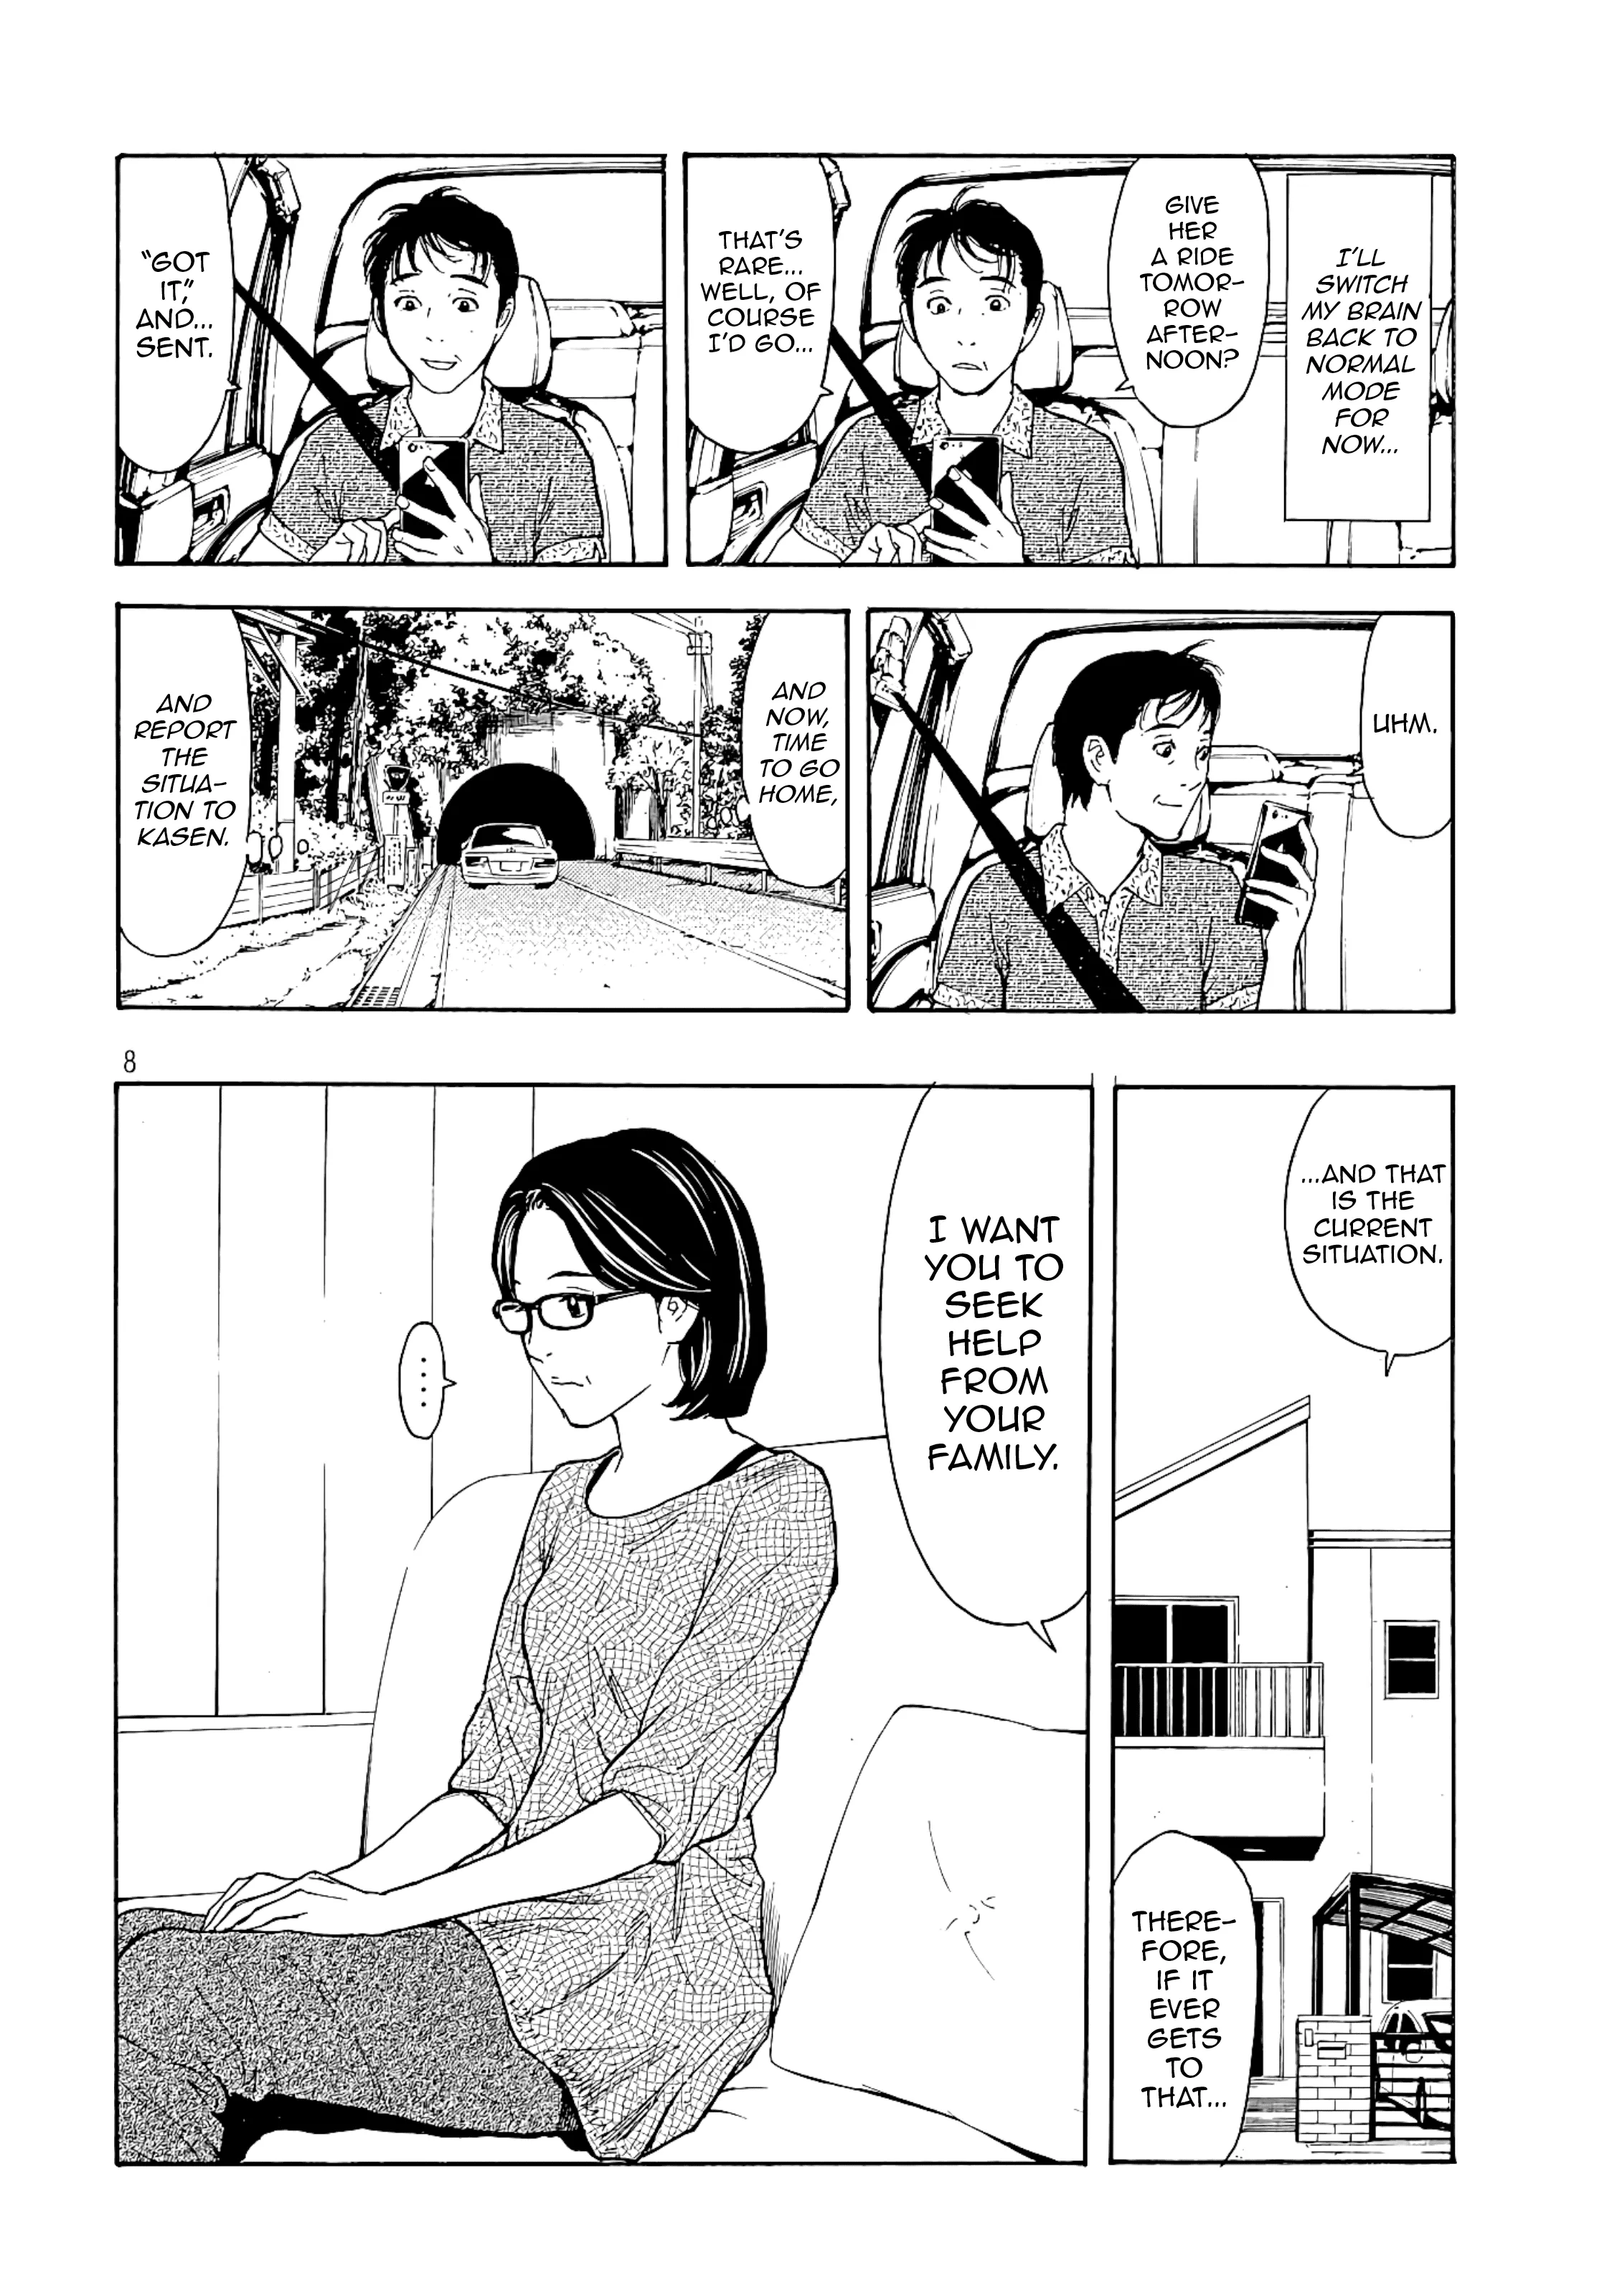 I'LL
SWITCH
MY BRAIN
BACK TO
NORMAL
MODE
FOR
NOW...
GIVE
HER
A RIDE
TOMOR-
ROW
AFTER-
NOON?
THAT'S
RARE...
WELL, OF
COURSE
I'D GO...
"GOT
IT,"
AND...
SENT.
UHM.
AND
NOW,
TIME
TO GO
HOME,
AND
REPORT
THE
SITUA-
TION TO
KASEN.
8
...AND THAT
IS THE
CURRENT
SITUATION.
THERE-
FORE,
IF IT
EVER
GETS
TO
THAT...
I WANT
YOU TO
SEEK
HELP
FROM
YOUR
FAMILY.
....